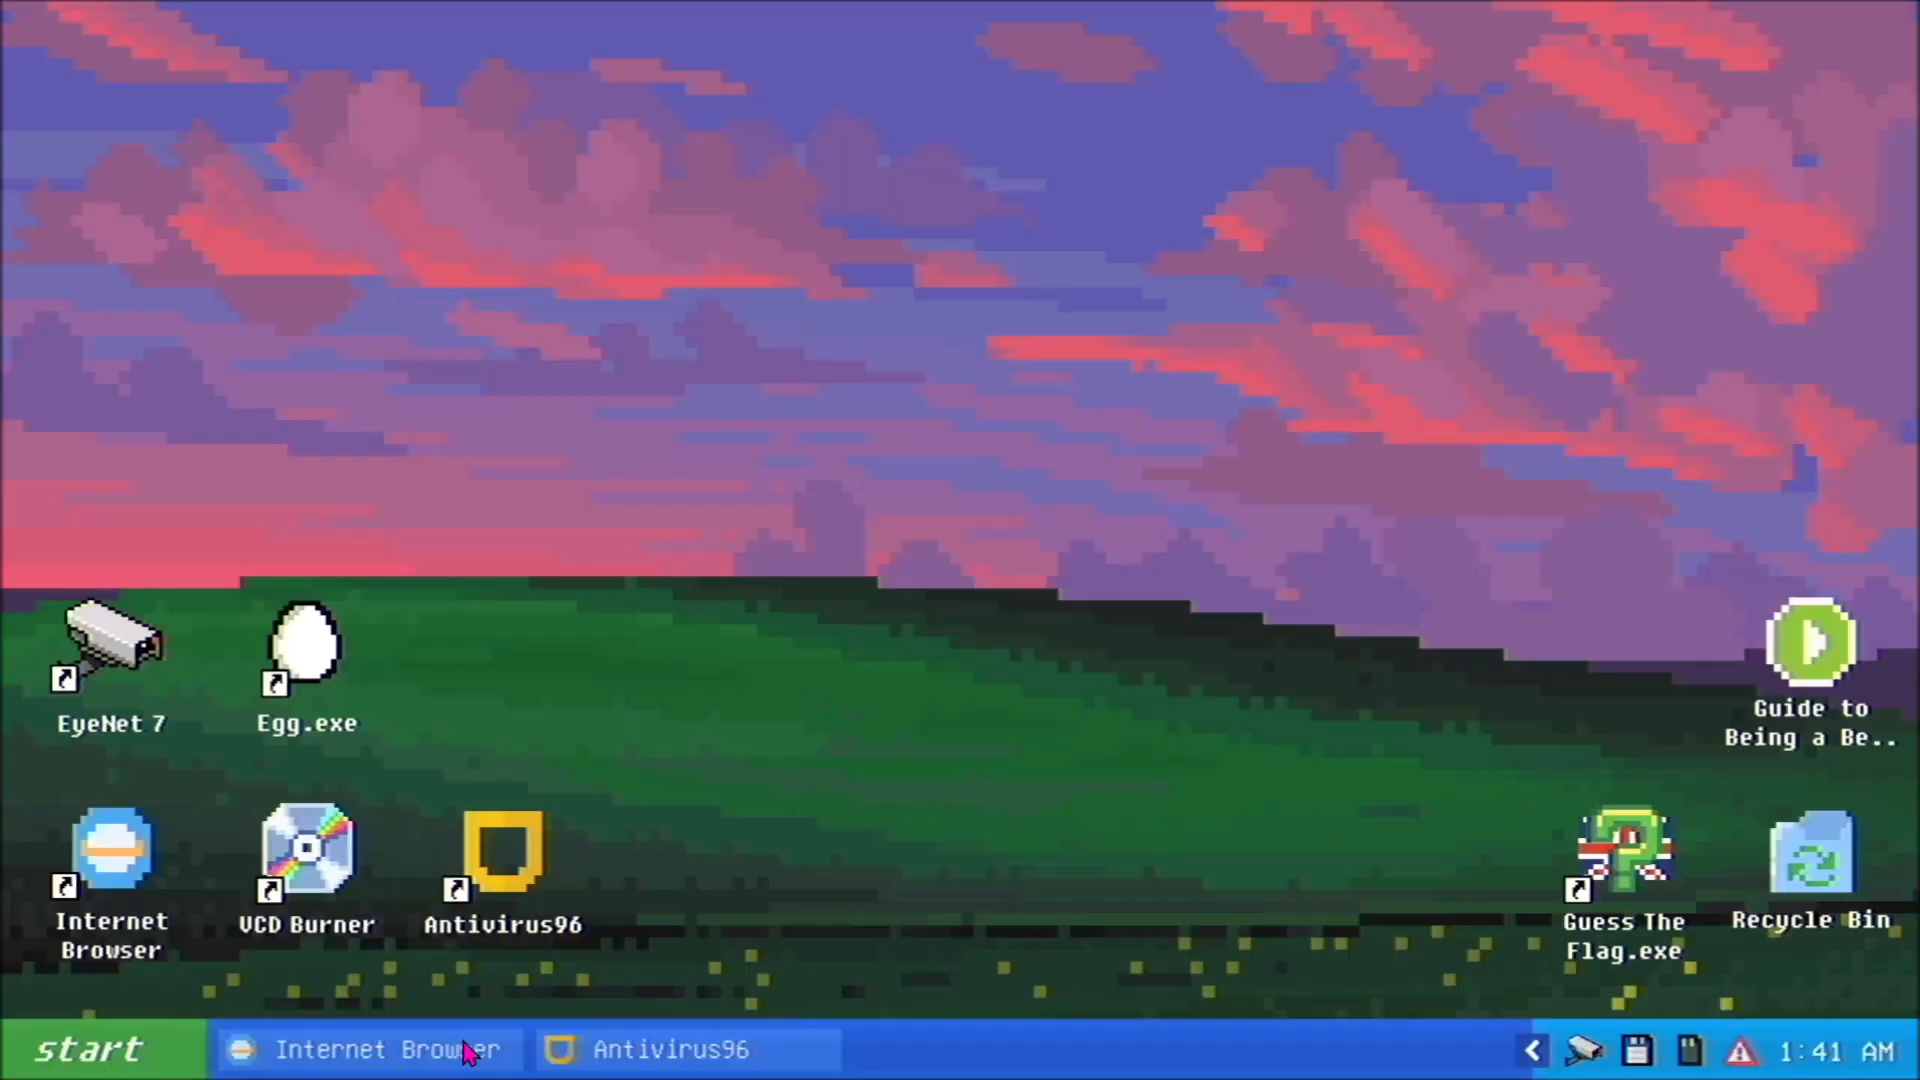 EyeNet 7
Egg.exe
Guide to
Being a Be..
Internet
Browser
VCD Burner
Antivirus96
Guess The
Flag.exe
Recycle Bin
start
Internet Browser
Antivirus96
1:41 AM